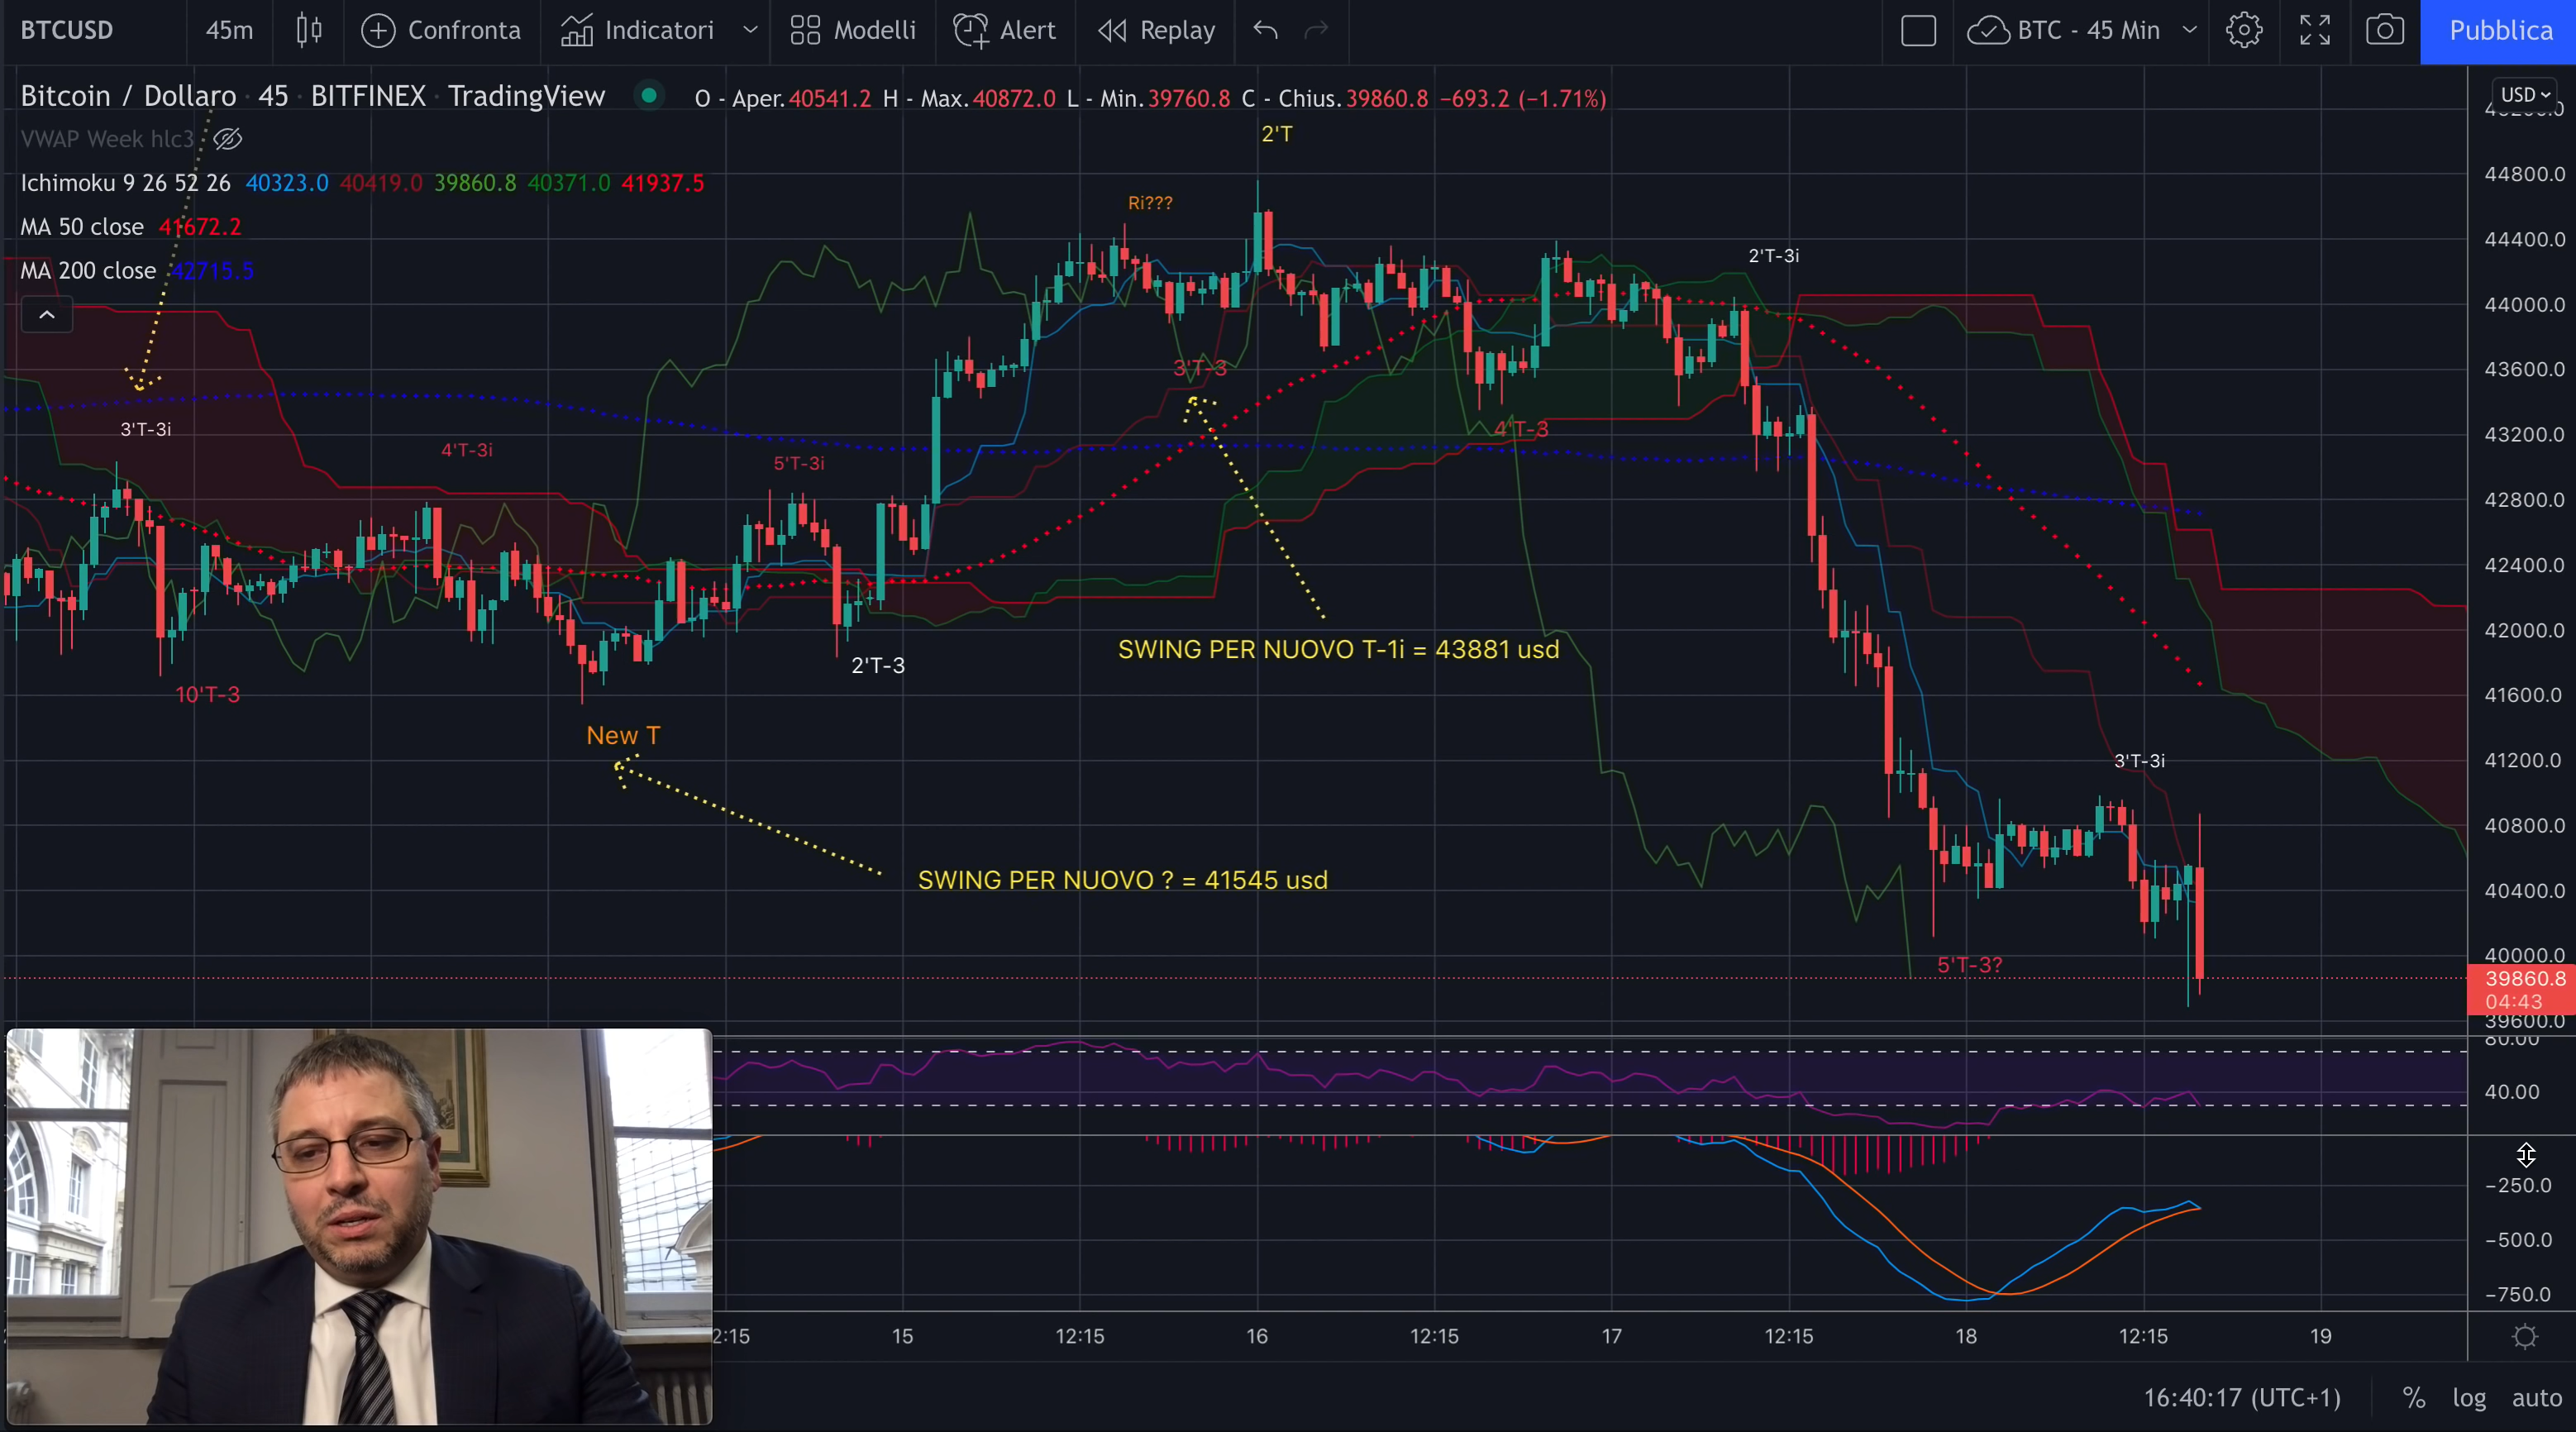 BTCUSD 45m Confronta Indicatori Modelli Alert Replay BTC - 45 Min Pubblica
Bitcoin / Dollaro · 45 · BITFINEX · TradingView O - Aper.40541.2 H - Max.40872.0 L - Min.39760.8 C - Chius.39860.8 −693.2 (−1.71%)
USD
2'T
VWAP Week hlc3
44800.0
Ichimoku 9 26 52 26 40323.0 40419.0 39860.8 40371.0 41937.5
Ri???
MA 50 close 41672.2
44400.0
2'T-3i
MA 200 close 42715.5
44000.0
3'T-3
43600.0
3'T-3i
4'T-3
43200.0
4'T-3i
5'T-3i
42800.0
42400.0
42000.0
SWING PER NUOVO T-1i = 43881 usd
2'T-3
10'T-3
41600.0
New T
3'T-3i
41200.0
40800.0
SWING PER NUOVO ? = 41545 usd
40400.0
40000.0
5'T-3?
39860.8
04:43
39600.0
80.00
40.00
−250.0
−500.0
−750.0
2:15 15 12:15 16 12:15 17 12:15 18 12:15 19
16:40:17 (UTC+1) % log auto